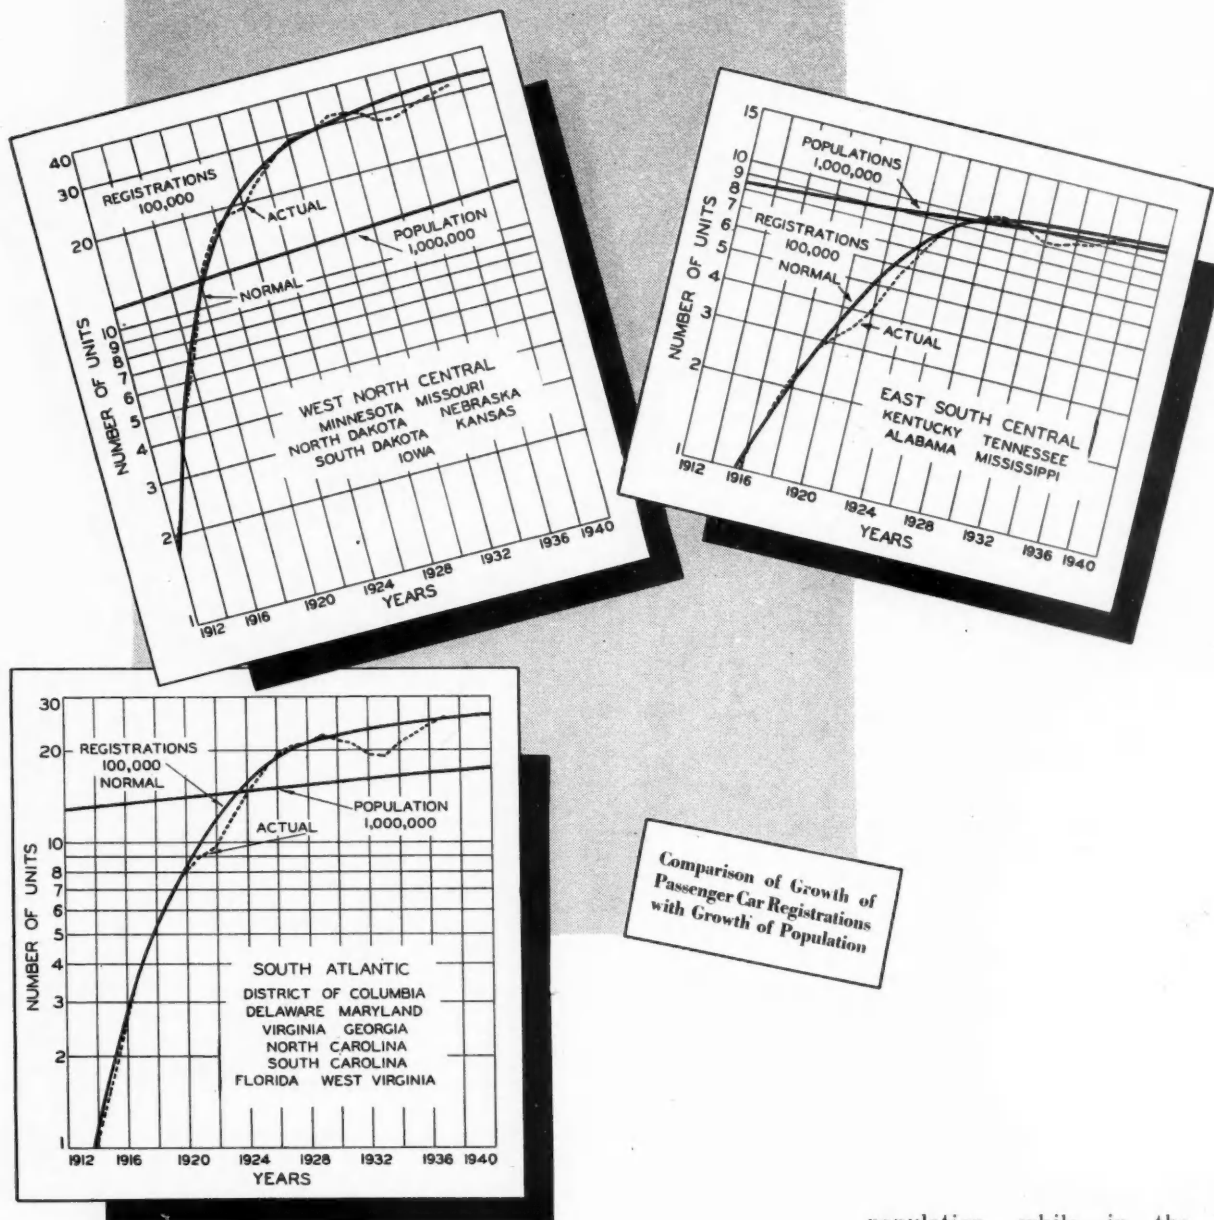 40
30
20
10
9
8
7
6
5
4
3
2
1
NUMBER OF UNITS
REGISTRATIONS
100,000
ACTUAL
POPULATION
1,000,000
NORMAL
WEST NORTH CENTRAL
MINNESOTA MISSOURI
NORTH DAKOTA NEBRASKA
SOUTH DAKOTA KANSAS
IOWA
1912 1916 1920 1924 1928 1932 1936 1940
YEARS
15
10
9
8
7
6
5
4
3
2
1
NUMBER OF UNITS
POPULATIONS
1,000,000
REGISTRATIONS
100,000
NORMAL
ACTUAL
EAST SOUTH CENTRAL
KENTUCKY TENNESSEE
ALABAMA MISSISSIPPI
1912 1916 1920 1924 1928 1932 1936 1940
YEARS
30
20
10
9
8
7
6
5
4
3
2
1
NUMBER OF UNITS
REGISTRATIONS
100,000
NORMAL
POPULATION
1,000,000
ACTUAL
SOUTH ATLANTIC
DISTRICT OF COLUMBIA
DELAWARE MARYLAND
VIRGINIA GEORGIA
NORTH CAROLINA
SOUTH CAROLINA
FLORIDA WEST VIRGINIA
1912 1916 1920 1924 1928 1932 1936 1940
YEARS
Comparison of Growth of
Passenger Car Registrations
with Growth of Population